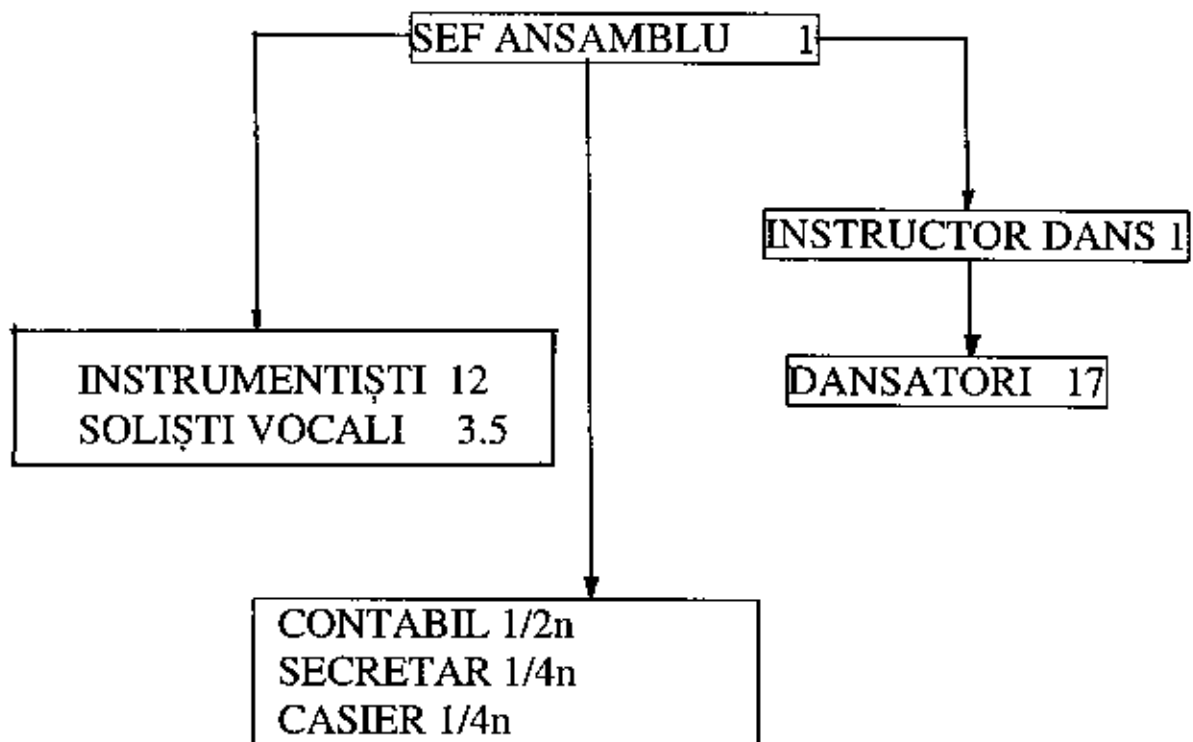 SEF ANSAMBLU 1
INSTRUCTOR DANS 1
INSTRUMENTIȘTI 12
SOLIȘTI VOCALI 3.5
DANSATORI 17
CONTABIL 1/2n
SECRETAR 1/4n
CASIER 1/4n